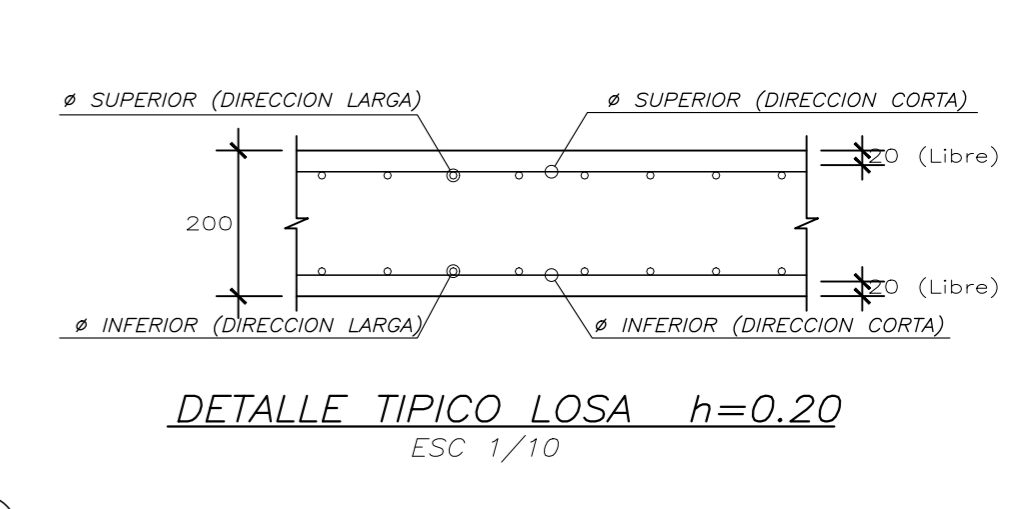 ø SUPERIOR (DIRECCION LARGA)
ø SUPERIOR (DIRECCION CORTA)
20 (Libre)
200
20 (Libre)
ø INFERIOR (DIRECCION LARGA)
ø INFERIOR (DIRECCION CORTA)
DETALLE TIPICO LOSA h=0.20
ESC 1/10